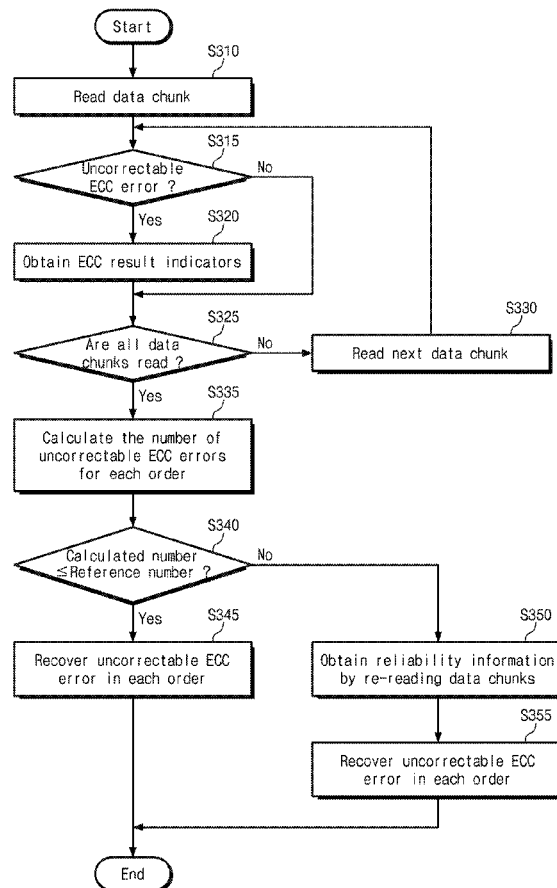 Start
S310
Read data chunk
S315
Uncorrectable
ECC error ?
No
Yes
S320
Obtain ECC result indicators
S325
Are all data
chunks read ?
No
S330
Read next data chunk
Yes
S335
Calculate the number of
uncorrectable ECC errors
for each order
S340
Calculated number
≤Reference number ?
No
Yes
S345
Recover uncorrectable ECC
error in each order
S350
Obtain reliability information
by re-reading data chunks
S355
Recover uncorrectable ECC
error in each order
End